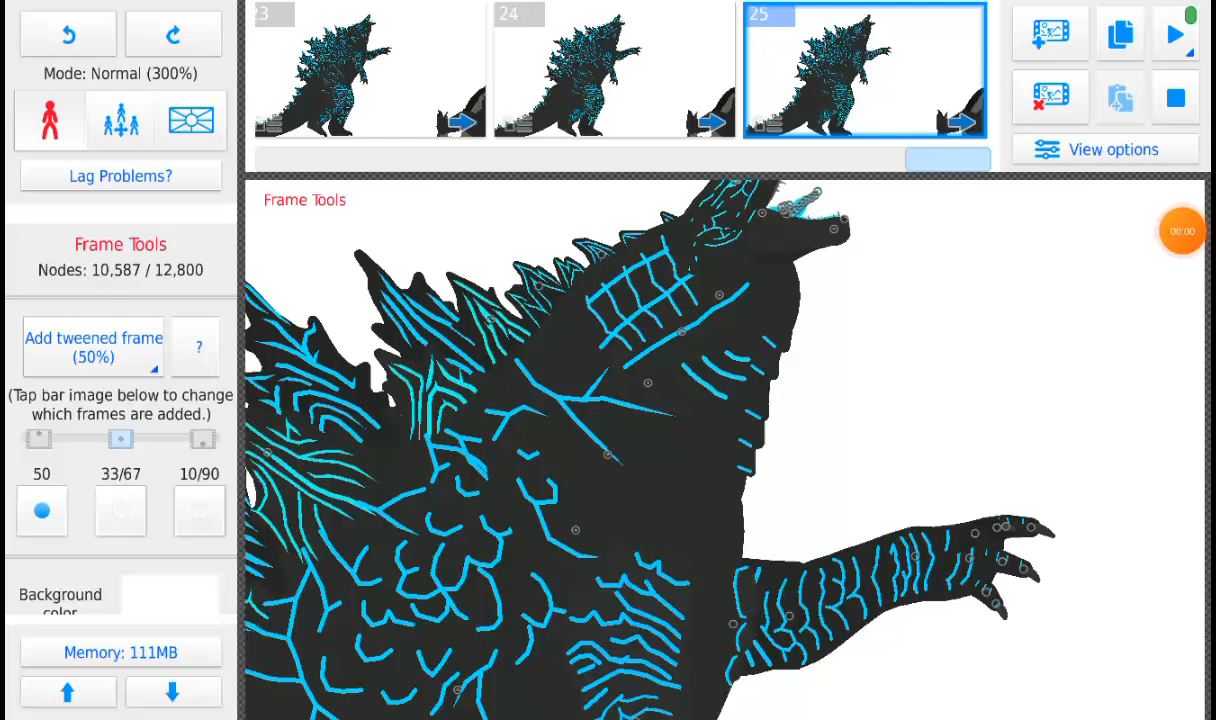 Mode: Normal (300%)
Lag Problems?
Frame Tools
Nodes: 10,587 / 12,800
Add tweened frame
(50%)
?
(Tap bar image below to change
which frames are added.)
50
33/67
10/90
Background
color
Memory: 111MB
23
24
25
View options
Frame Tools
00:00